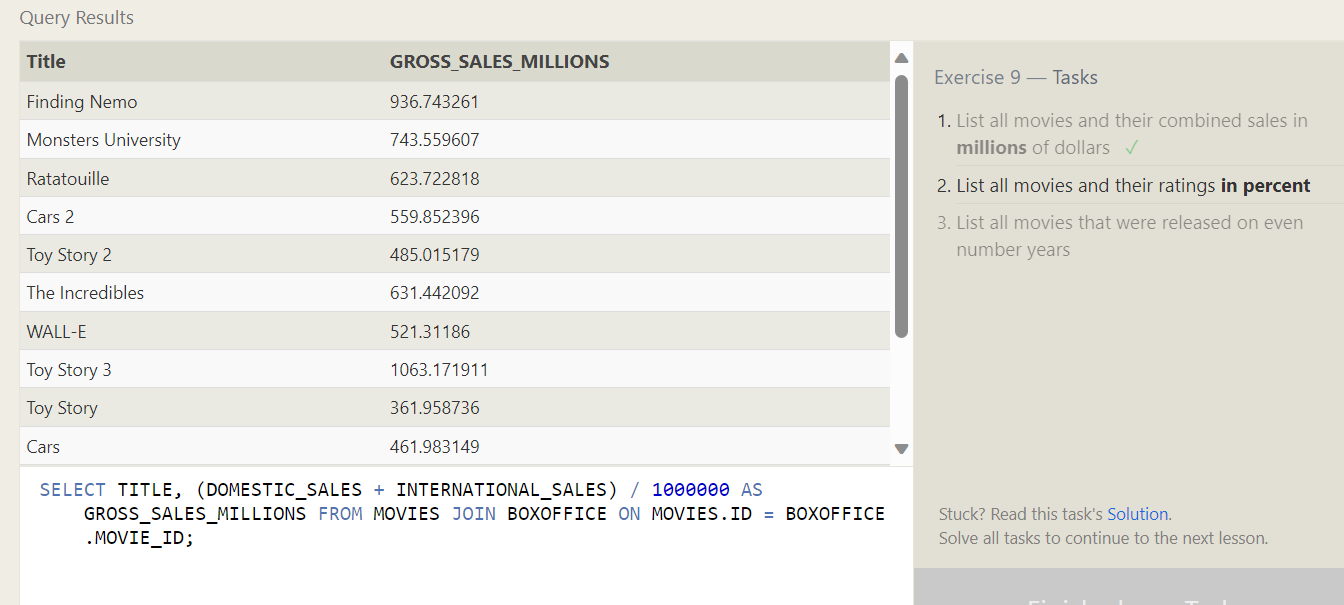 Query Results
Title GROSS_SALES_MILLIONS
Finding Nemo 936.743261
Monsters University 743.559607
Ratatouille 623.722818
Cars 2 559.852396
Toy Story 2 485.015179
The Incredibles 631.442092
WALL-E 521.31186
Toy Story 3 1063.171911
Toy Story 361.958736
Cars 461.983149
SELECT TITLE, (DOMESTIC_SALES + INTERNATIONAL_SALES) / 1000000 AS
GROSS_SALES_MILLIONS FROM MOVIES JOIN BOXOFFICE ON MOVIES.ID = BOXOFFICE
.MOVIE_ID;
Exercise 9 — Tasks
1. List all movies and their combined sales in
millions of dollars ✓
2. List all movies and their ratings in percent
3. List all movies that were released on even
number years
Stuck? Read this task's Solution.
Solve all tasks to continue to the next lesson.